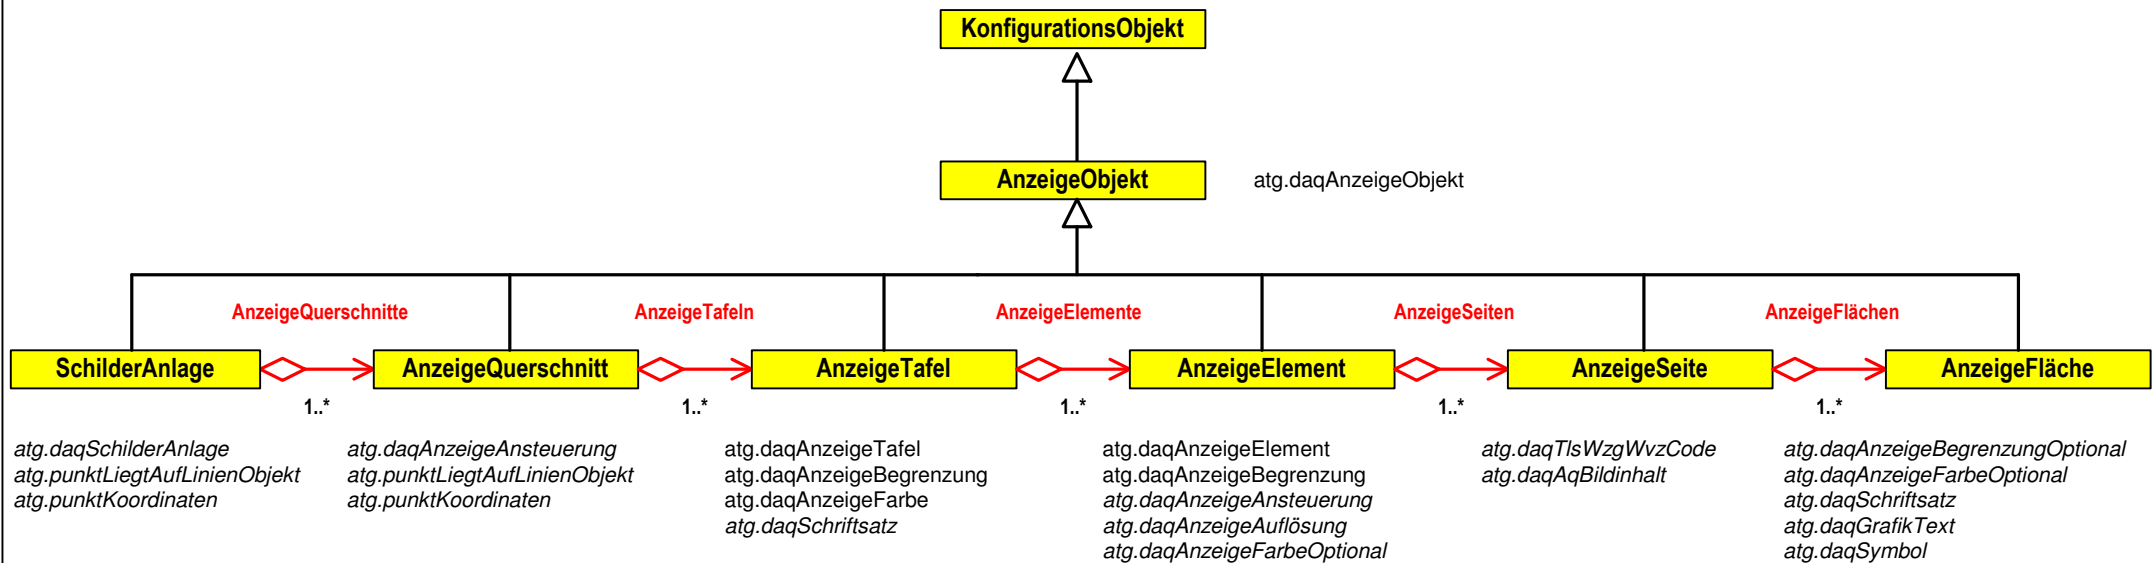 KonfigurationsObjekt
AnzeigeObjekt
atg.daqAnzeigeObjekt
AnzeigeQuerschnitte
AnzeigeTafeln
AnzeigeElemente
AnzeigeSeiten
AnzeigeFlächen
SchilderAnlage
AnzeigeQuerschnitt
AnzeigeTafel
AnzeigeElement
AnzeigeSeite
AnzeigeFläche
1..*
1..*
1..*
1..*
1..*
atg.daqSchilderAnlage
atg.punktLiegtAufLinienObjekt
atg.punktKoordinaten
atg.daqAnzeigeAnsteuerung
atg.punktLiegtAufLinienObjekt
atg.punktKoordinaten
atg.daqAnzeigeTafel
atg.daqAnzeigeBegrenzung
atg.daqAnzeigeFarbe
atg.daqSchriftsatz
atg.daqAnzeigeElement
atg.daqAnzeigeBegrenzung
atg.daqAnzeigeAnsteuerung
atg.daqAnzeigeAuflösung
atg.daqAnzeigeFarbeOptional
atg.daqTlsWzgWvzCode
atg.daqAqBildinhalt
atg.daqAnzeigeBegrenzungOptional
atg.daqAnzeigeFarbeOptional
atg.daqSchriftsatz
atg.daqGrafikText
atg.daqSymbol